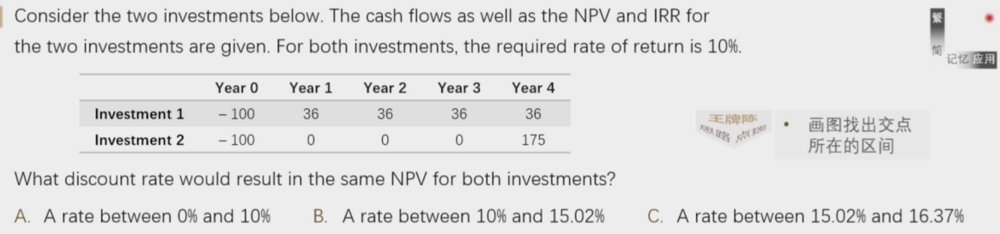 Consider the two investments below. The cash flows as well as the NPV and IRR for
the two investments are given. For both investments, the required rate of return is 10%.
繁
简
记忆 应用
Year 0 Year 1 Year 2 Year 3 Year 4
Investment 1 – 100 36 36 36 36
Investment 2 – 100 0 0 0 175
王牌陈
思路 点拨
• 画图找出交点
所在的区间
What discount rate would result in the same NPV for both investments?
A. A rate between 0% and 10% B. A rate between 10% and 15.02% C. A rate between 15.02% and 16.37%